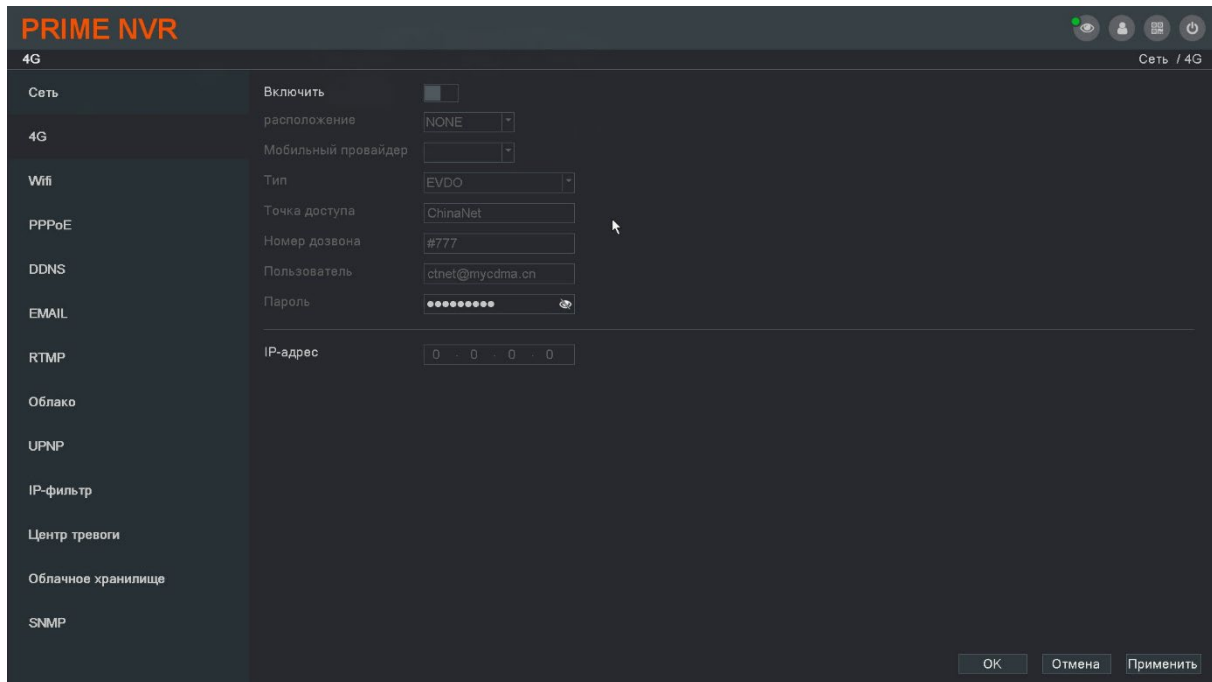 PRIME NVR
4G
Сеть / 4G
Сеть
4G
Wifi
PPPoE
DDNS
EMAIL
RTMP
Облако
UPNP
IP-фильтр
Центр тревоги
Облачное хранилище
SNMP
Включить
расположение NONE
Мобильный провайдер
Тип EVDO
Точка доступа ChinaNet
Номер дозвона #777
Пользователь ctnet@mycdma.cn
Пароль •••••••••
IP-адрес 0 . 0 . 0 . 0
OK Отмена Применить